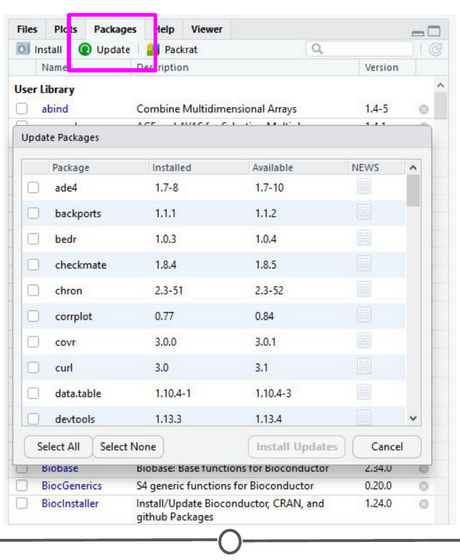 Files Plots Packages Help Viewer
Install Update Packrat
Name Description Version
User Library
abind Combine Multidimensional Arrays 1.4-5
Update Packages
Package Installed Available NEWS
ade4 1.7-8 1.7-10
backports 1.1.1 1.1.2
bedr 1.0.3 1.0.4
checkmate 1.8.4 1.8.5
chron 2.3-51 2.3-52
corrplot 0.77 0.84
covr 3.0.0 3.0.1
curl 3.0 3.1
data.table 1.10.4-1 1.10.4-3
devtools 1.13.3 1.13.4
Select All Select None Install Updates Cancel
Biobase Biobase: Base functions for Bioconductor 2.34.0
BiocGenerics S4 generic functions for Bioconductor 0.20.0
BiocInstaller Install/Update Bioconductor, CRAN, and 1.24.0
github Packages